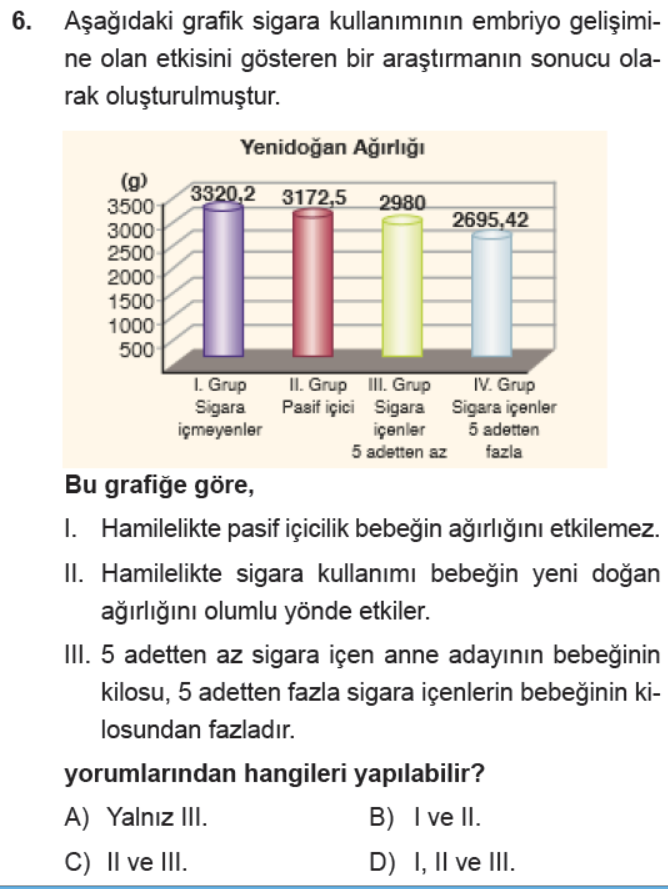 6. Aşağıdaki grafik sigara kullanımının embriyo gelişimi-
ne olan etkisini gösteren bir araştırmanın sonucu ola-
rak oluşturulmuştur.
Yenidoğan Ağırlığı
(g)
3500
3000
2500
2000
1500
1000
500
3320,2
3172,5
2980
2695,42
I. Grup
Sigara
içmeyenler
II. Grup
Pasif içici
III. Grup
Sigara
içenler
5 adetten az
IV. Grup
Sigara içenler
5 adetten
fazla
Bu grafiğe göre,
I. Hamilelikte pasif içicilik bebeğin ağırlığını etkilemez.
II. Hamilelikte sigara kullanımı bebeğin yeni doğan
ağırlığını olumlu yönde etkiler.
III. 5 adetten az sigara içen anne adayının bebeğinin
kilosu, 5 adetten fazla sigara içenlerin bebeğinin ki-
losundan fazladır.
yorumlarından hangileri yapılabilir?
A) Yalnız III.
B) I ve II.
C) II ve III.
D) I, II ve III.